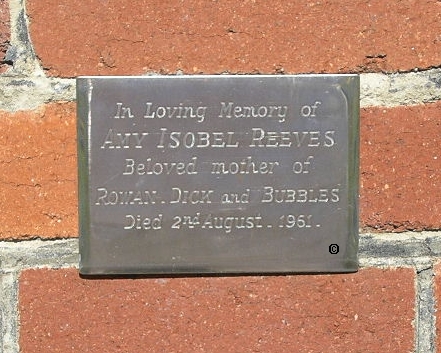 In Loving Memory of
AMY ISOBEL REEVES
Beloved mother of
ROWAN. DICK and BUBBLES
Died 2nd August. 1961.
©